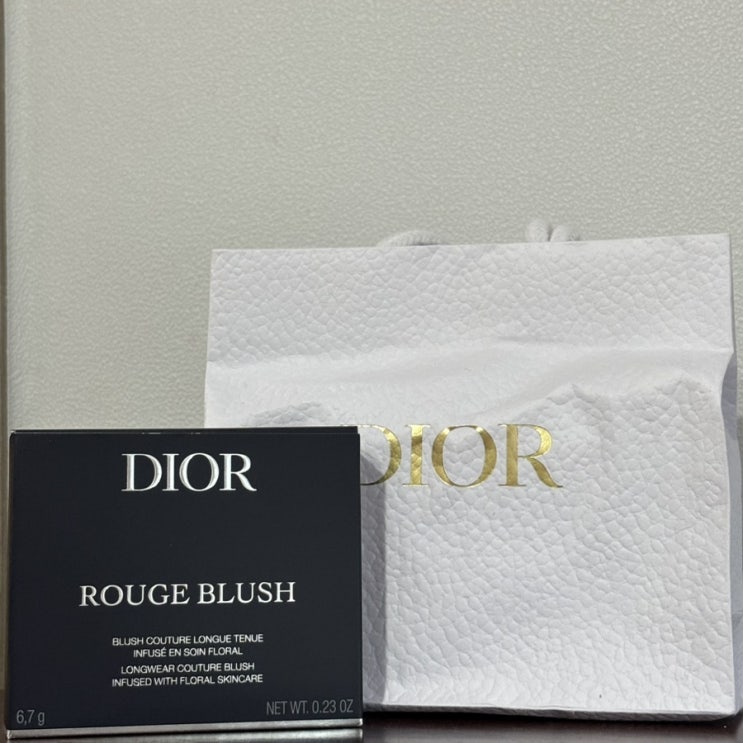 DIOR
ROUGE BLUSH
BLUSH COUTURE LONGUE TENUE
INFUSÉ EN SOIN FLORAL
LONGWEAR COUTURE BLUSH
INFUSED WITH FLORAL SKINCARE
6,7 g NET WT. 0.23 OZ
DIOR